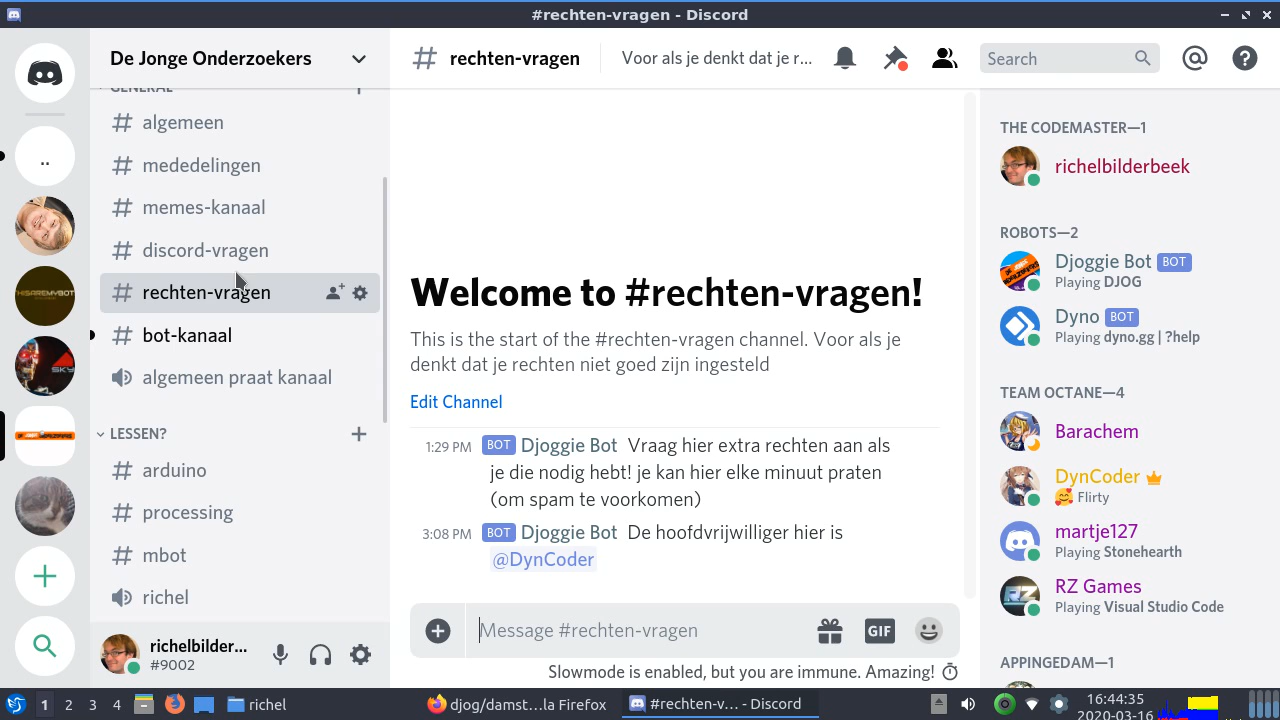 #rechten-vragen - Discord
De Jonge Onderzoekers
rechten-vragen
Voor als je denkt dat je r...
Search
GENERAL
algemeen
mededelingen
memes-kanaal
discord-vragen
rechten-vragen
bot-kanaal
algemeen praat kanaal
LESSEN?
arduino
processing
mbot
richel
richelbilder...
#9002
..
Welcome to #rechten-vragen!
This is the start of the #rechten-vragen channel. Voor als je
denkt dat je rechten niet goed zijn ingesteld
Edit Channel
1:29 PM BOT Djoggie Bot Vraag hier extra rechten aan als
je die nodig hebt! je kan hier elke minuut praten
(om spam te voorkomen)
3:08 PM BOT Djoggie Bot De hoofdvrijwilliger hier is
@DynCoder
Message #rechten-vragen
GIF
Slowmode is enabled, but you are immune. Amazing!
THE CODEMASTER—1
richelbilderbeek
ROBOTS—2
Djoggie Bot BOT
Playing DJOG
Dyno BOT
Playing dyno.gg | ?help
TEAM OCTANE—4
Barachem
DynCoder
Flirty
martje127
Playing Stonehearth
RZ Games
Playing Visual Studio Code
APPINGEDAM—1
1 2 3 4
richel
djog/damst...la Firefox
#rechten-v... - Discord
16:44:35
2020-03-16